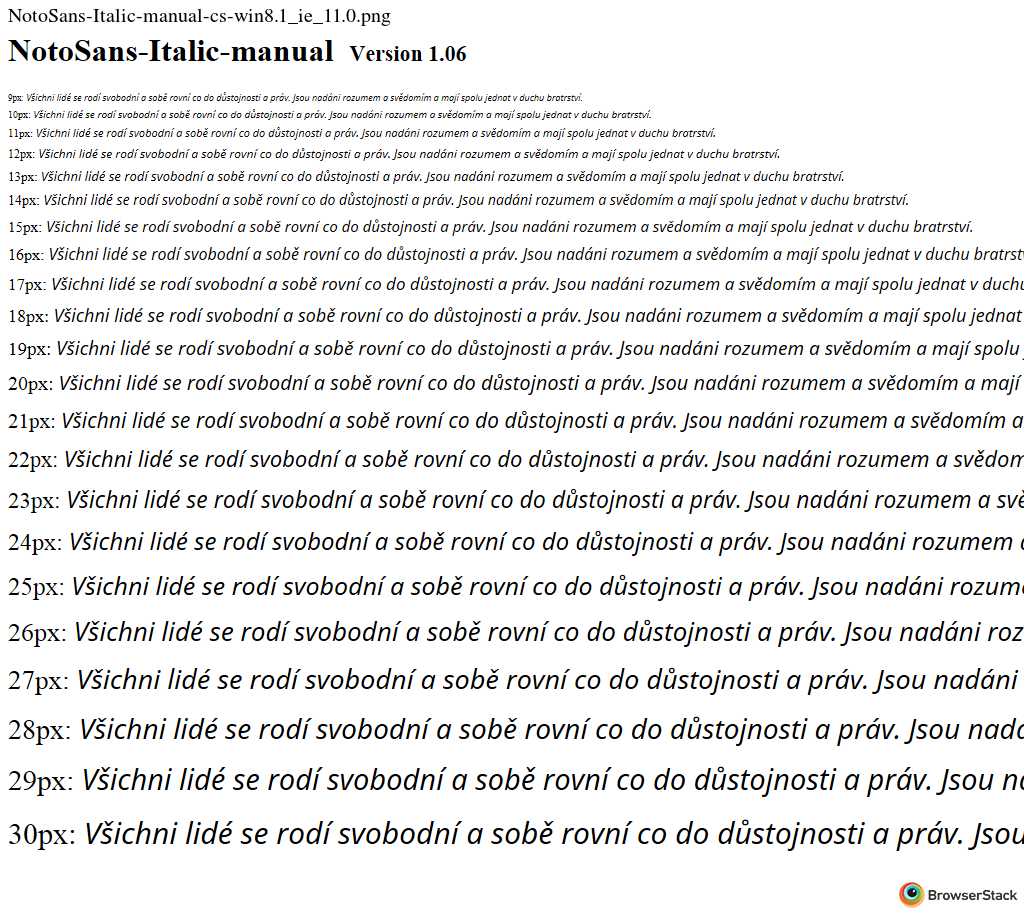 NotoSans-Italic-manual-cs-win8.1_ie_11.0.png
NotoSans-Italic-manual Version 1.06
9px: Všichni lidé se rodí svobodní a sobě rovní co do důstojnosti a práv. Jsou nadáni rozumem a svědomím a mají spolu jednat v duchu bratrství.
10px: Všichni lidé se rodí svobodní a sobě rovní co do důstojnosti a práv. Jsou nadáni rozumem a svědomím a mají spolu jednat v duchu bratrství.
11px: Všichni lidé se rodí svobodní a sobě rovní co do důstojnosti a práv. Jsou nadáni rozumem a svědomím a mají spolu jednat v duchu bratrství.
12px: Všichni lidé se rodí svobodní a sobě rovní co do důstojnosti a práv. Jsou nadáni rozumem a svědomím a mají spolu jednat v duchu bratrství.
13px: Všichni lidé se rodí svobodní a sobě rovní co do důstojnosti a práv. Jsou nadáni rozumem a svědomím a mají spolu jednat v duchu bratrství.
14px: Všichni lidé se rodí svobodní a sobě rovní co do důstojnosti a práv. Jsou nadáni rozumem a svědomím a mají spolu jednat v duchu bratrství.
15px: Všichni lidé se rodí svobodní a sobě rovní co do důstojnosti a práv. Jsou nadáni rozumem a svědomím a mají spolu jednat v duchu bratrství.
16px: Všichni lidé se rodí svobodní a sobě rovní co do důstojnosti a práv. Jsou nadáni rozumem a svědomím a mají spolu jednat v duchu bratrst
17px: Všichni lidé se rodí svobodní a sobě rovní co do důstojnosti a práv. Jsou nadáni rozumem a svědomím a mají spolu jednat v duchu
18px: Všichni lidé se rodí svobodní a sobě rovní co do důstojnosti a práv. Jsou nadáni rozumem a svědomím a mají spolu jednat
19px: Všichni lidé se rodí svobodní a sobě rovní co do důstojnosti a práv. Jsou nadáni rozumem a svědomím a mají spolu
20px: Všichni lidé se rodí svobodní a sobě rovní co do důstojnosti a práv. Jsou nadáni rozumem a svědomím a mají
21px: Všichni lidé se rodí svobodní a sobě rovní co do důstojnosti a práv. Jsou nadáni rozumem a svědomím a
22px: Všichni lidé se rodí svobodní a sobě rovní co do důstojnosti a práv. Jsou nadáni rozumem a svědom
23px: Všichni lidé se rodí svobodní a sobě rovní co do důstojnosti a práv. Jsou nadáni rozumem a svě
24px: Všichni lidé se rodí svobodní a sobě rovní co do důstojnosti a práv. Jsou nadáni rozumem a
25px: Všichni lidé se rodí svobodní a sobě rovní co do důstojnosti a práv. Jsou nadáni rozume
26px: Všichni lidé se rodí svobodní a sobě rovní co do důstojnosti a práv. Jsou nadáni roz
27px: Všichni lidé se rodí svobodní a sobě rovní co do důstojnosti a práv. Jsou nadáni
28px: Všichni lidé se rodí svobodní a sobě rovní co do důstojnosti a práv. Jsou nadá
29px: Všichni lidé se rodí svobodní a sobě rovní co do důstojnosti a práv. Jsou na
30px: Všichni lidé se rodí svobodní a sobě rovní co do důstojnosti a práv. Jsou
BrowserStack